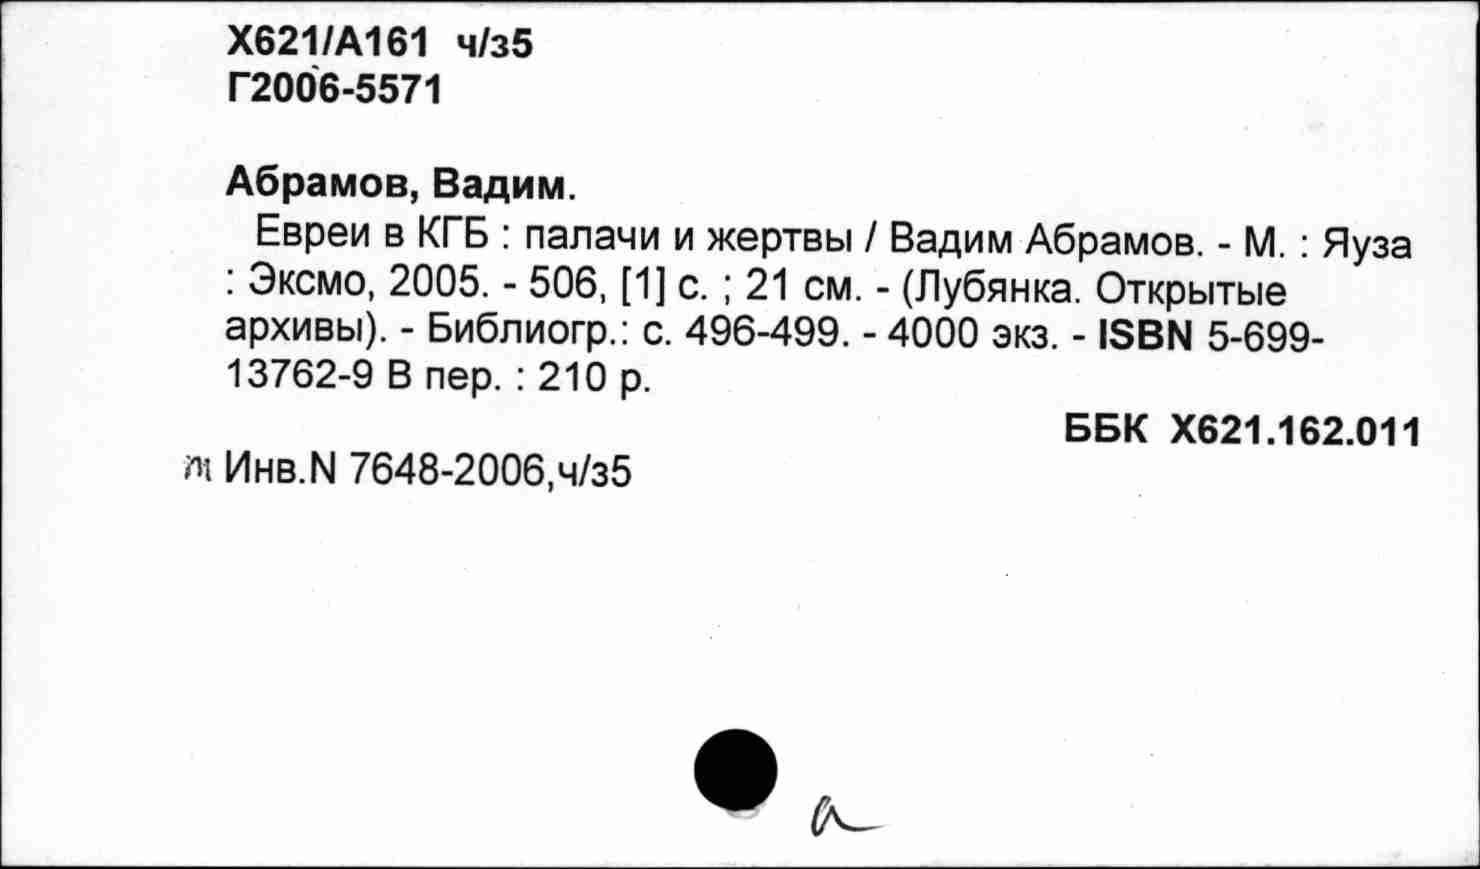 Х621/А161 ч/з5
Г2006-5571
Абрамов, Вадим.
Евреи в КГБ : палачи и жертвы / Вадим Абрамов. - М. : Яуза
: Эксмо, 2005. - 506, [1] с. ; 21 см. - (Лубянка. Открытые
архивы). - Библиогр.: с. 496-499. - 4000 экз. - ISBN 5-699-
13762-9 В пер. : 210 р.
ББК Х621.162.011
Инв.N 7648-2006,ч/з5